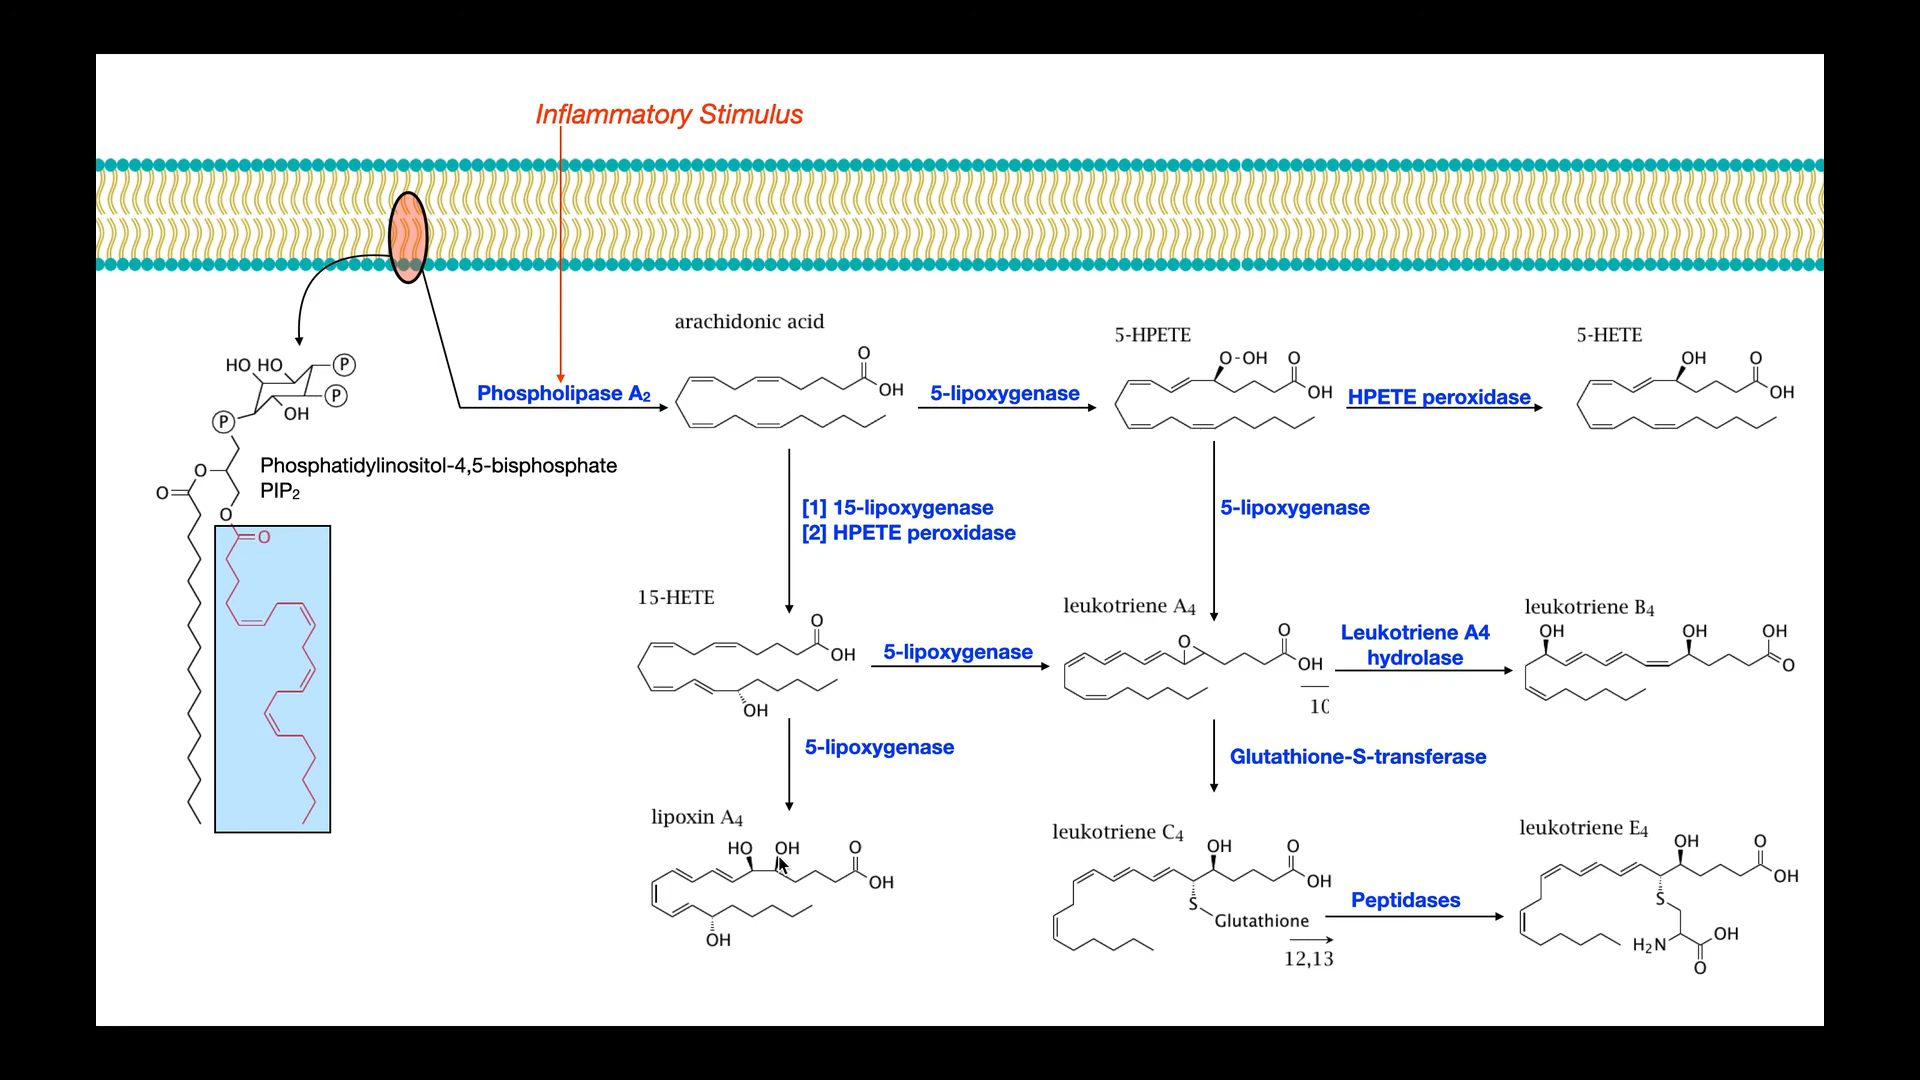 Inflammatory Stimulus
arachidonic acid
5-HPETE
5-HETE
O
OH
O-OH
O
OH
OH
O
OH
HO HO
P
P
OH
P
Phospholipase A2
5-lipoxygenase
HPETE peroxidase
O
O
O
O
Phosphatidylinositol-4,5-bisphosphate
PIP2
[1] 15-lipoxygenase
[2] HPETE peroxidase
5-lipoxygenase
15-HETE
leukotriene A4
leukotriene B4
O
OH
OH
5-lipoxygenase
O
O
OH
10
Leukotriene A4
hydrolase
OH
OH
OH
O
5-lipoxygenase
Glutathione-S-transferase
lipoxin A4
leukotriene C4
leukotriene E4
HO
OH
O
OH
OH
OH
O
OH
S
Glutathione
12,13
Peptidases
OH
O
OH
S
H2N
OH
O